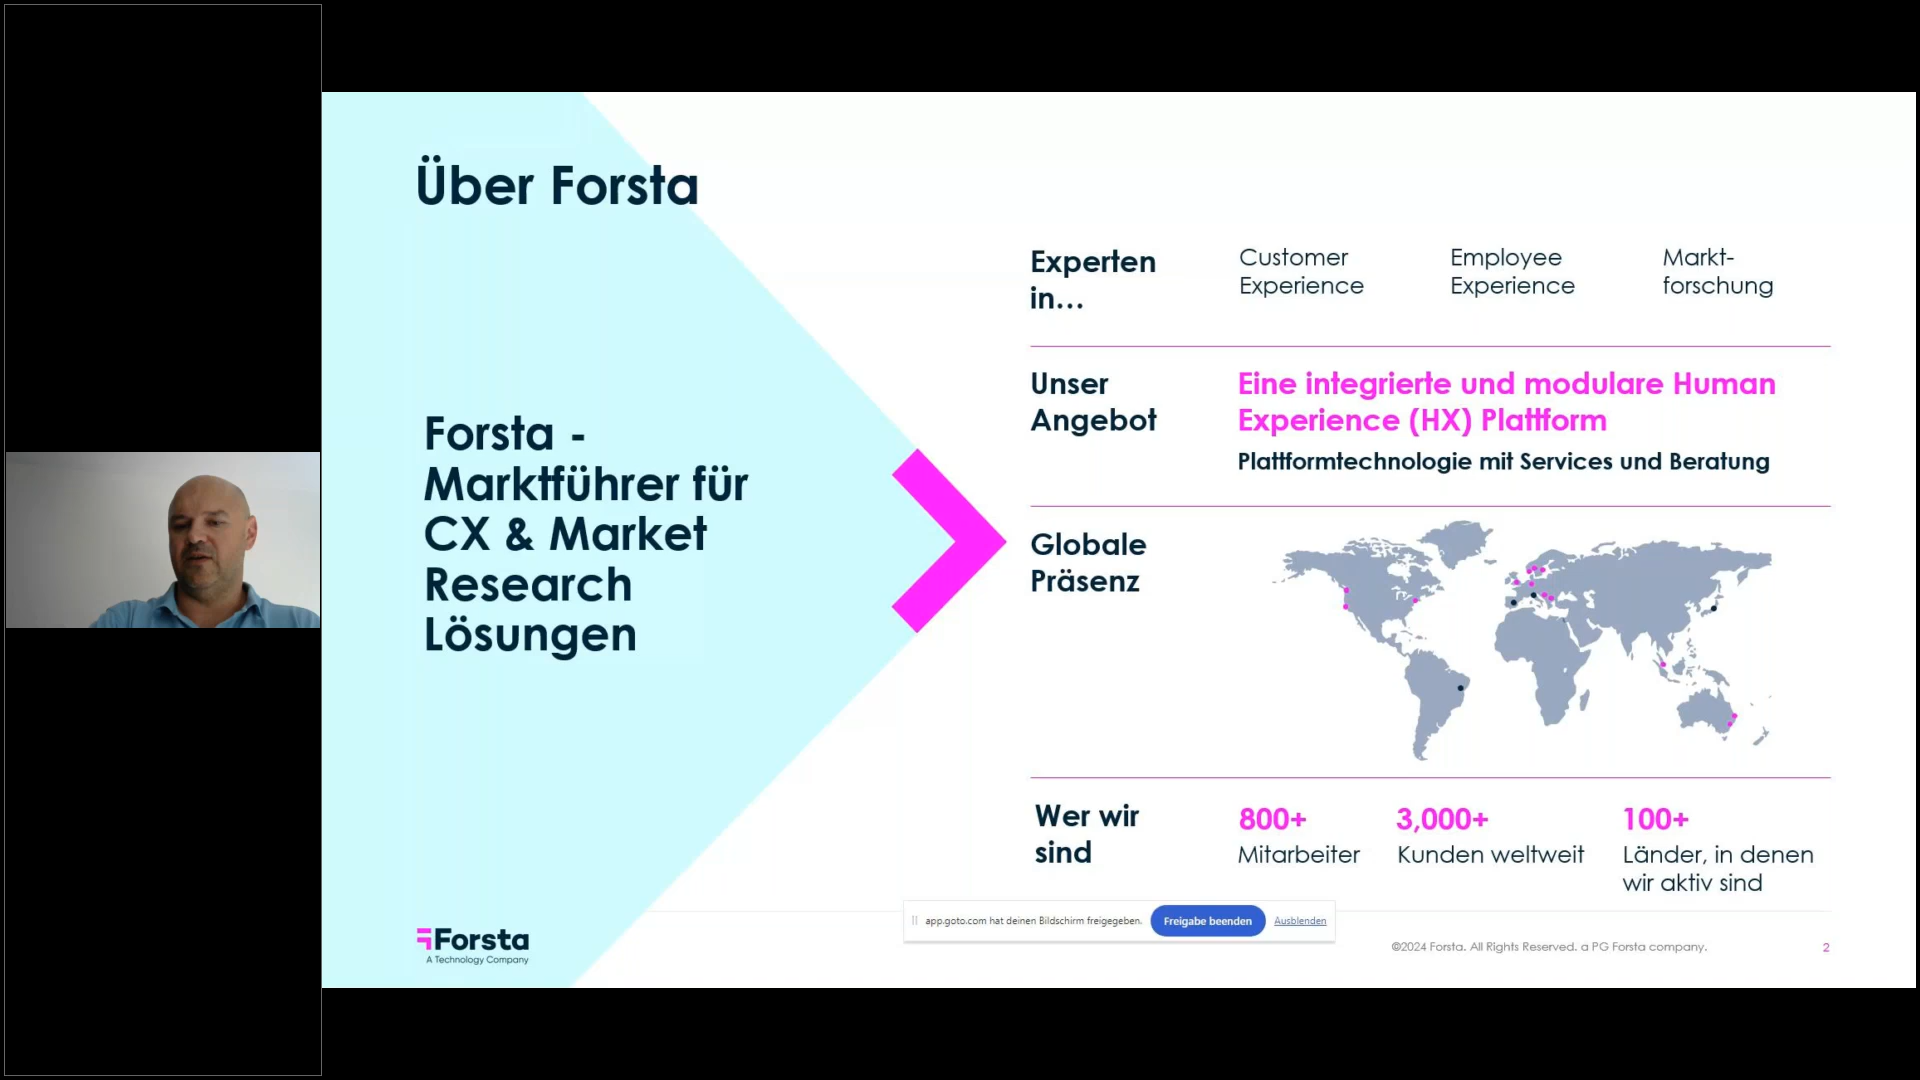 Über Forsta
Forsta -
Marktführer für
CX & Market
Research
Lösungen
Experten
in...
Customer
Experience
Employee
Experience
Markt-
forschung
Unser
Angebot
Eine integrierte und modulare Human
Experience (HX) Plattform
Plattformtechnologie mit Services und Beratung
Globale
Präsenz
Wer wir
sind
800+
Mitarbeiter
3,000+
Kunden weltweit
100+
Länder, in denen
wir aktiv sind
app.goto.com hat deinen Bildschirm freigegeben.
Freigabe beenden
Ausblenden
Forsta
A Technology Company
©2024 Forsta. All Rights Reserved. a PG Forsta company.
2